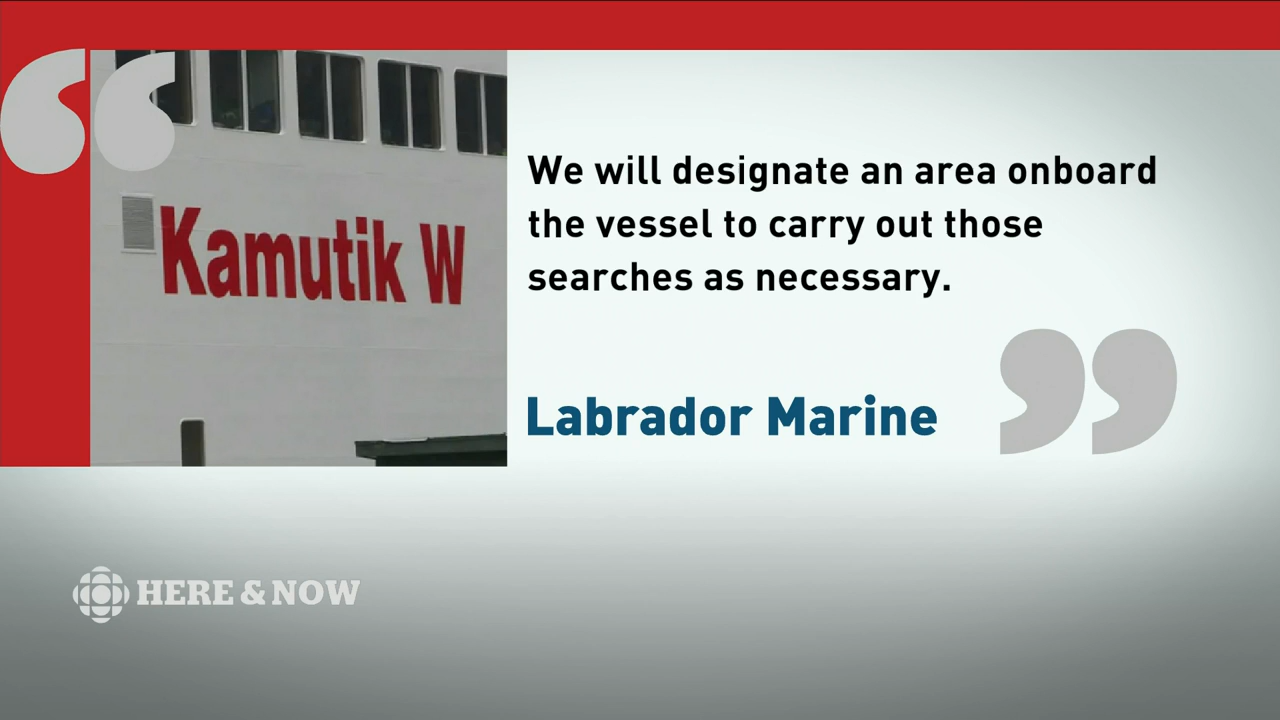 Kamutik W
We will designate an area onboard
the vessel to carry out those
searches as necessary.
Labrador Marine
HERE & NOW